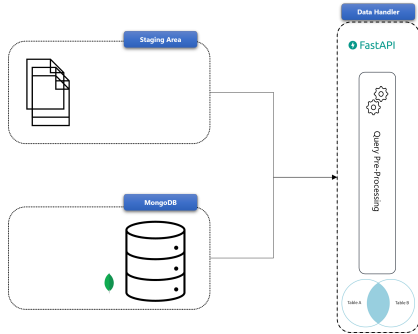 Data Handler
Staging Area
FastAPI
Query Pre-Processing
MongoDB
Table A
Table B